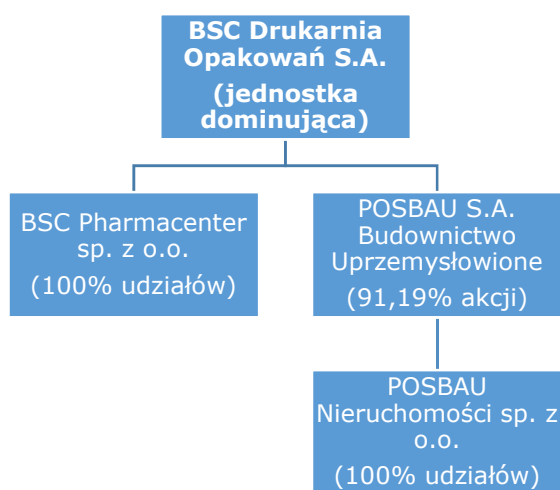 BSC Drukarnia
Opakowań S.A.
(jednostka
dominująca)
BSC Pharmacenter
sp. z o.o.
(100% udziałów)
POSBAU S.A.
Budownictwo
Uprzemysłowione
(91,19% akcji)
POSBAU
Nieruchomości sp. z
o.o.
(100% udziałów)